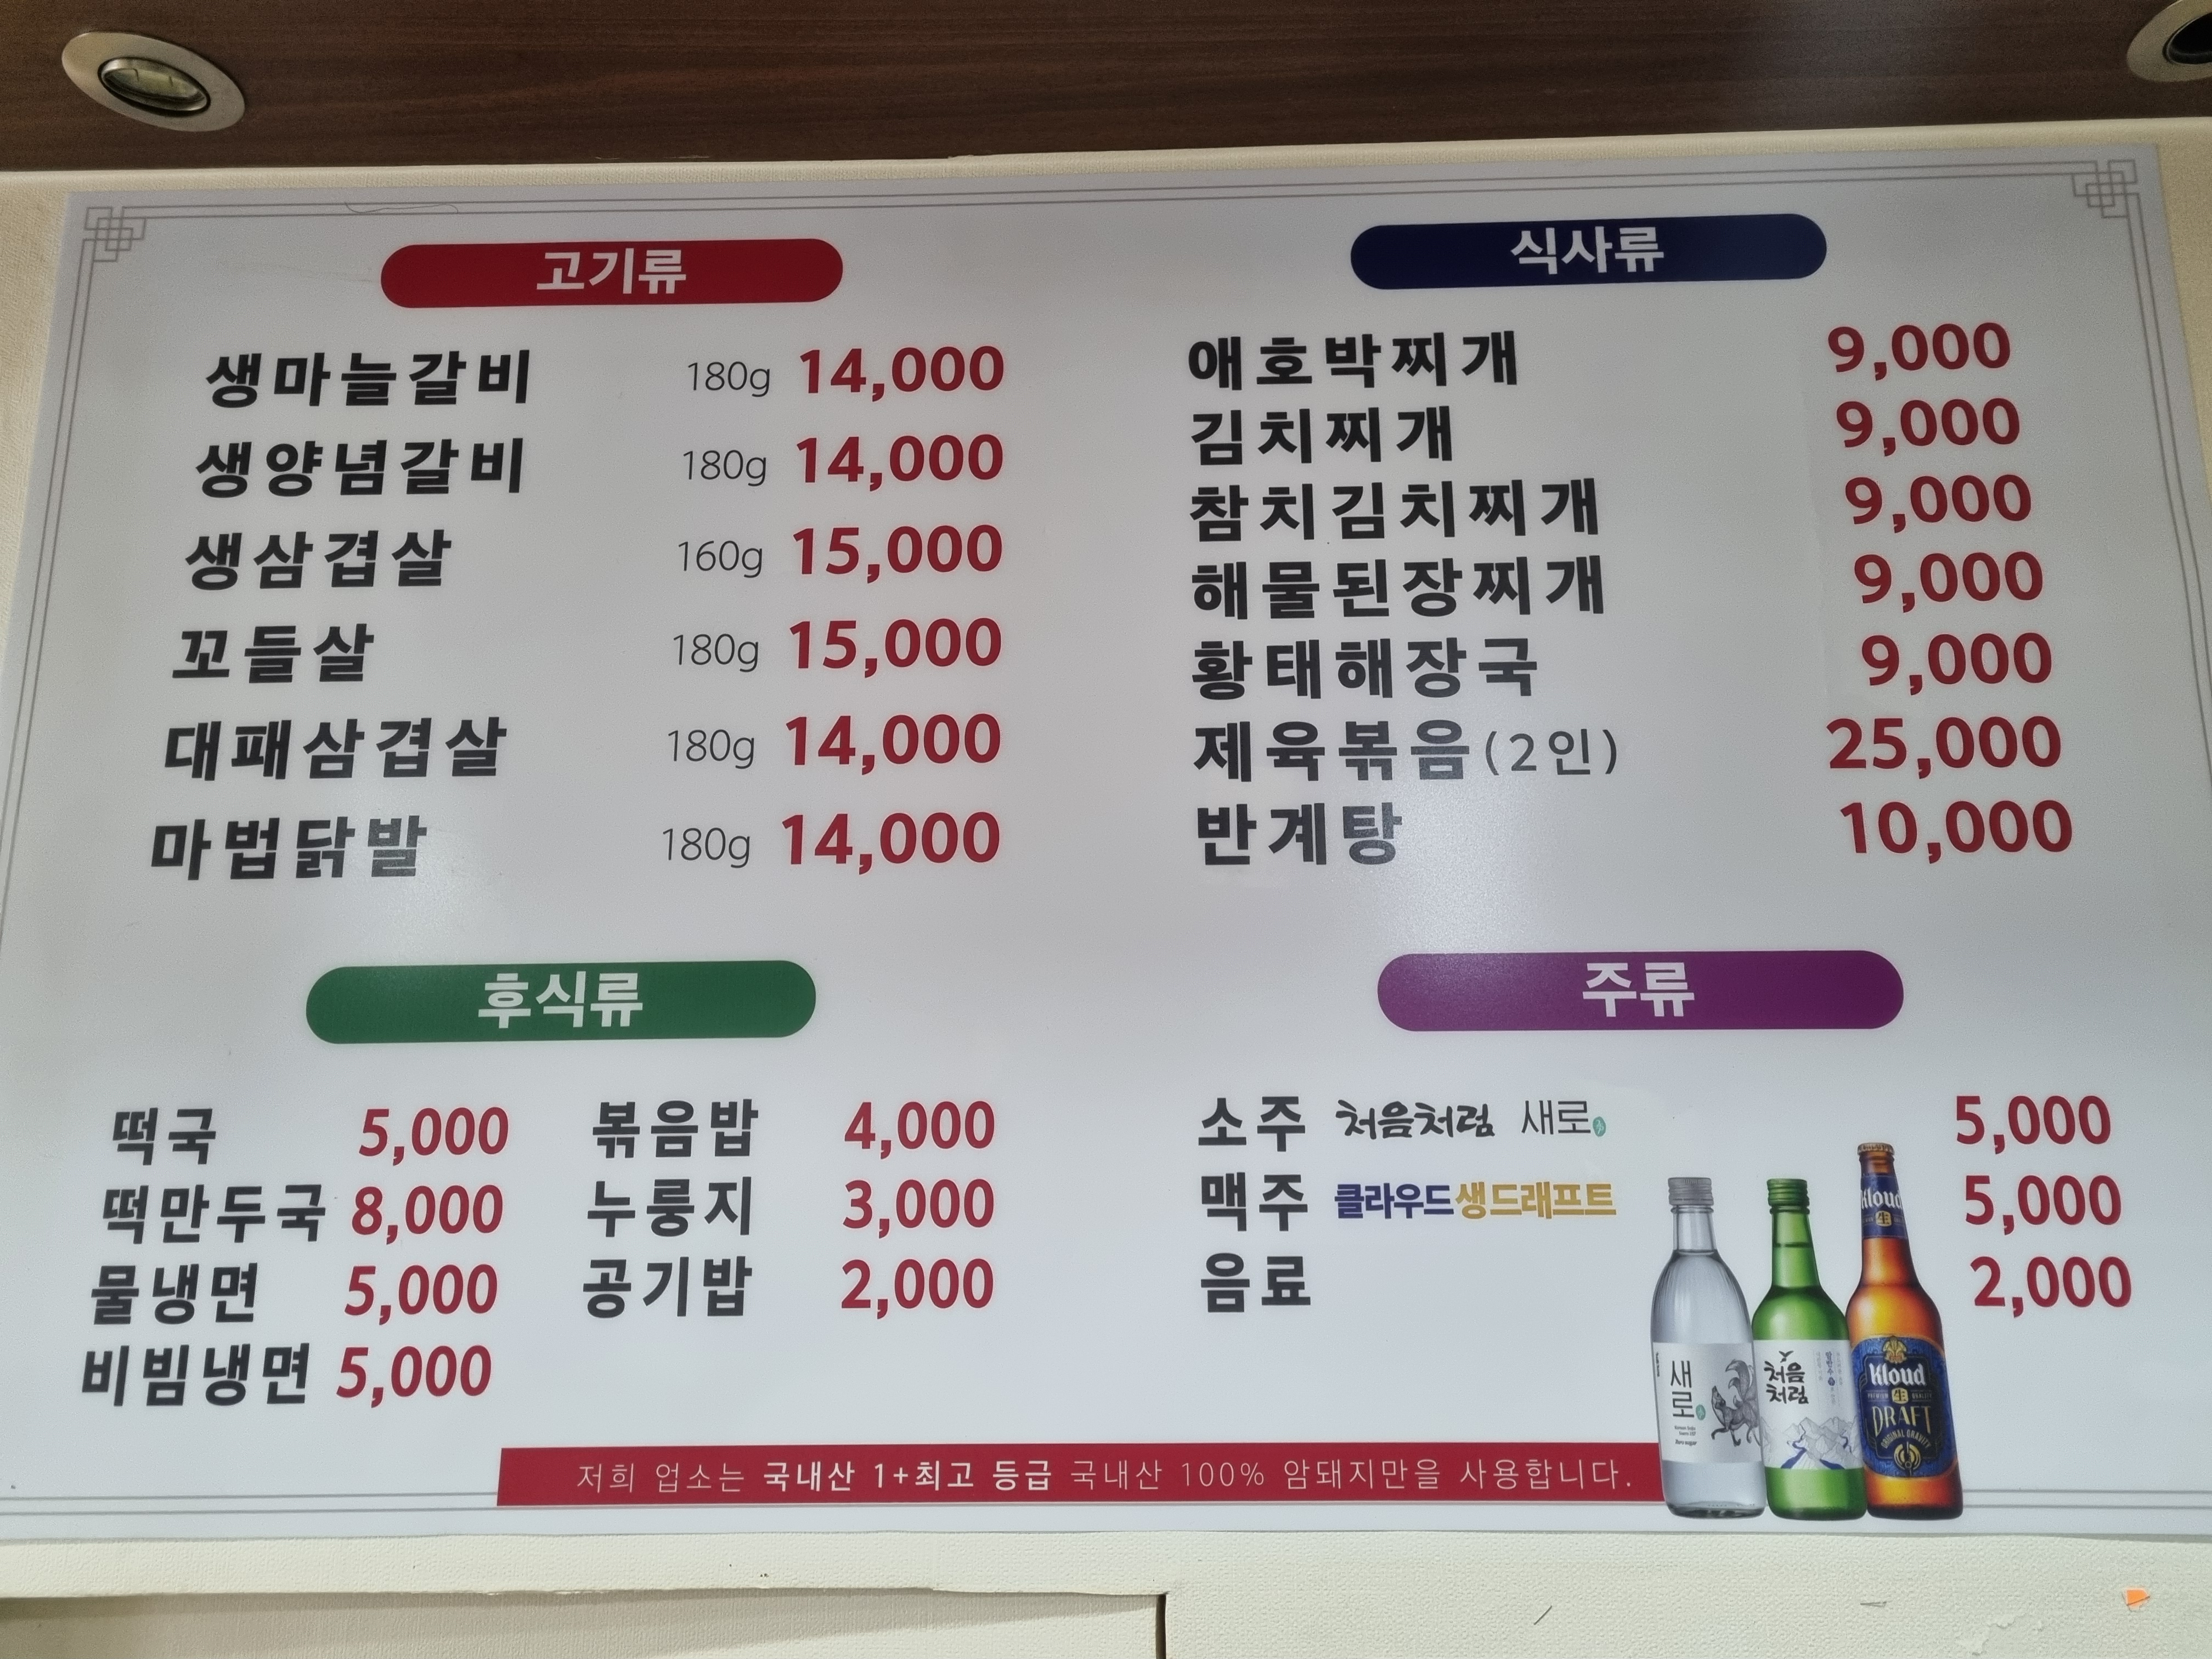 고기류
생마늘갈비 180g 14,000
생양념갈비 180g 14,000
생삼겹살 160g 15,000
꼬들살 180g 15,000
대패삼겹살 180g 14,000
마법닭발 180g 14,000
식사류
애호박찌개 9,000
김치찌개 9,000
참치김치찌개 9,000
해물된장찌개 9,000
황태해장국 9,000
제육볶음(2인) 25,000
반계탕 10,000
후식류
떡국 5,000
떡만두국 8,000
물냉면 5,000
비빔냉면 5,000
볶음밥 4,000
누룽지 3,000
공기밥 2,000
주류
소주 처음처럼 새로 5,000
맥주 클라우드생드래프트 5,000
음료 2,000
새로
처음
처럼
Kloud
生
Kloud
生
DRAFT
ORIGINAL GRAVITY
저희 업소는 국내산 1+최고 등급 국내산 100% 암돼지만을 사용합니다.